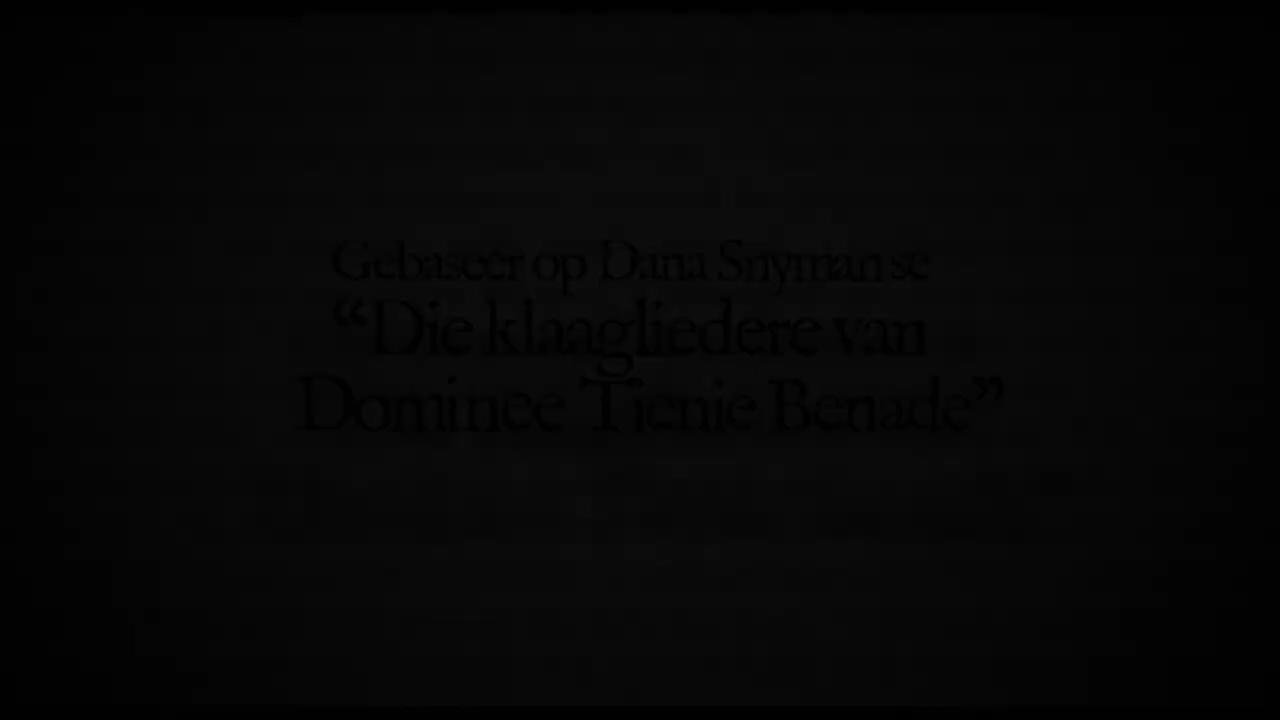 Gebaseer op Dana Snyman se
“Die klaagliedere van
Dominee Tienie Benade”